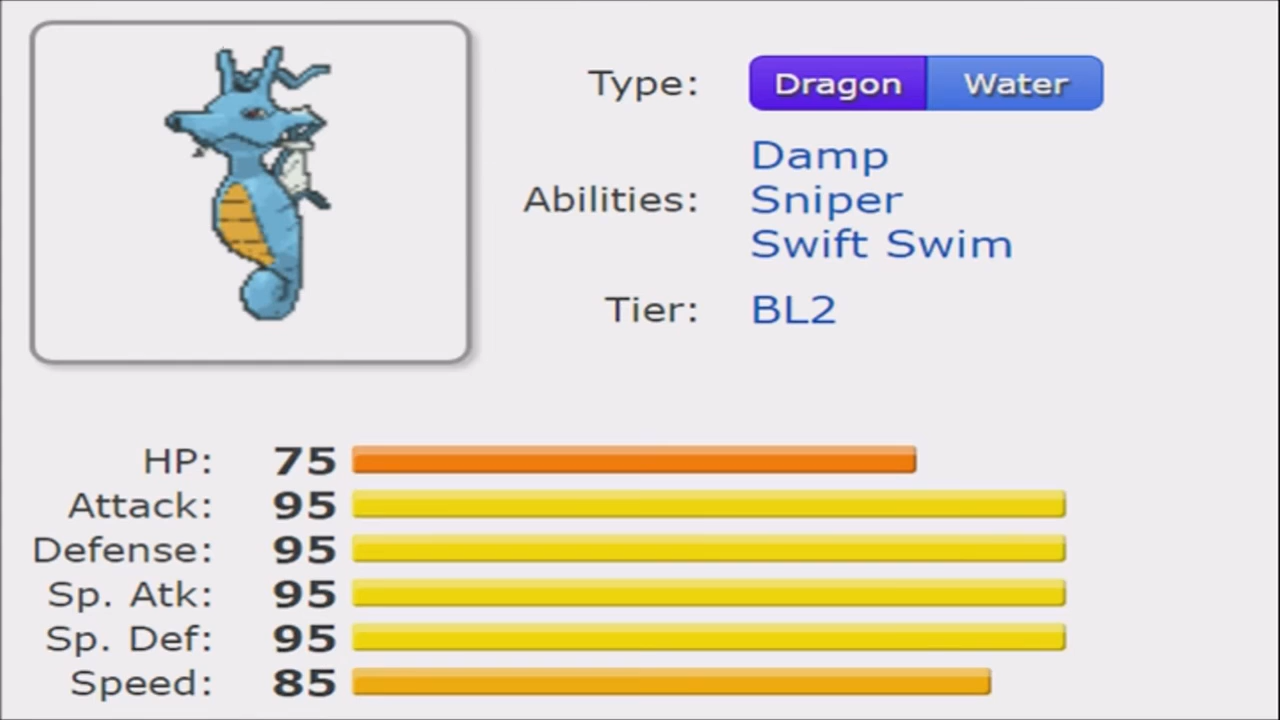 Type: Dragon Water
Abilities: Damp
Sniper
Swift Swim
Tier: BL2
HP: 75
Attack: 95
Defense: 95
Sp. Atk: 95
Sp. Def: 95
Speed: 85